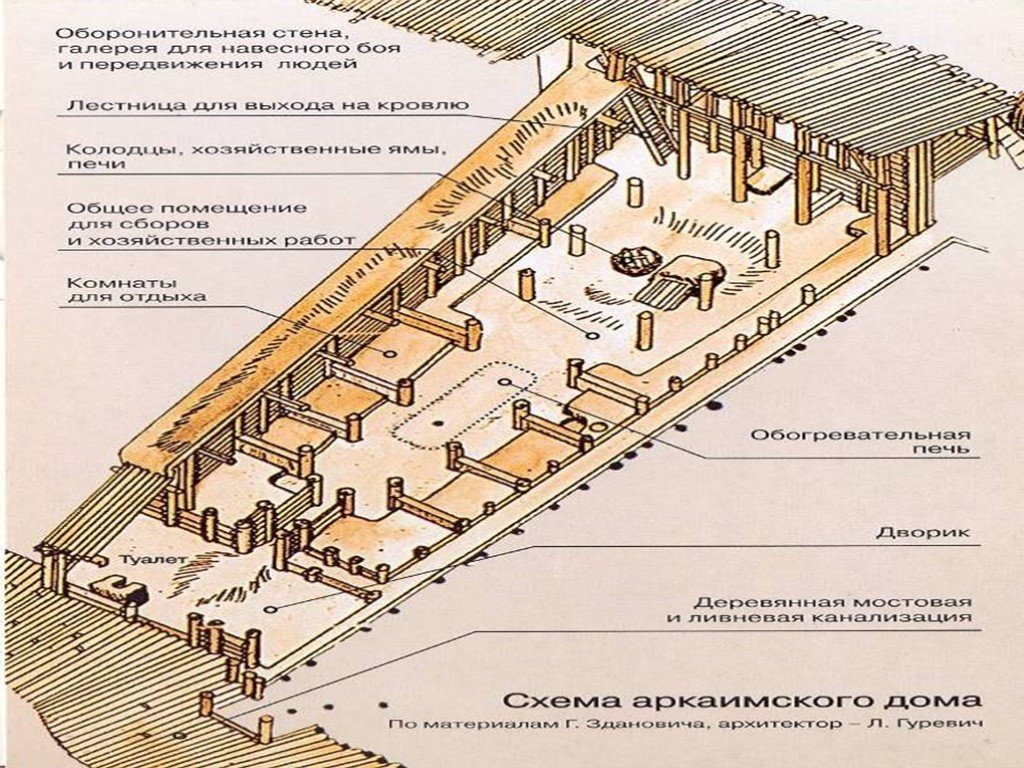 Оборонительная стена,
галерея для навесного боя
и передвижения людей
Лестница для выхода на кровлю
Колодцы, хозяйственные ямы,
печи
Общее помещение
для сборов
и хозяйственных работ
Комнаты
для отдыха
Обогревательная
печь
Туалет
Дворик
Деревянная мостовая
и ливневая канализация
Схема аркаимского дома
По материалам Г. Здановича, архитектор – Л. Гуревич